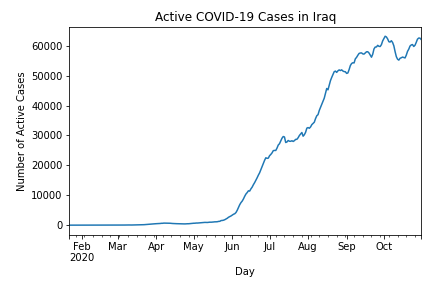 Active COVID-19 Cases in Iraq
Number of Active Cases
60000
50000
40000
30000
20000
10000
0
Feb Mar Apr May Jun Jul Aug Sep Oct
2020
Day